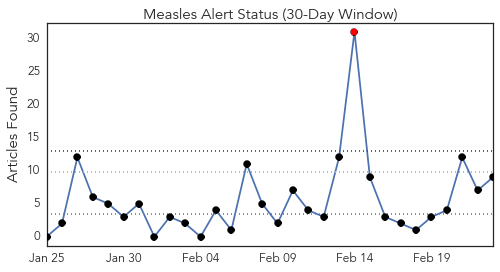 Measles Alert Status (30-Day Window)
Articles Found
30
25
20
15
10
5
0
Jan 25 Jan 30 Feb 04 Feb 09 Feb 14 Feb 19